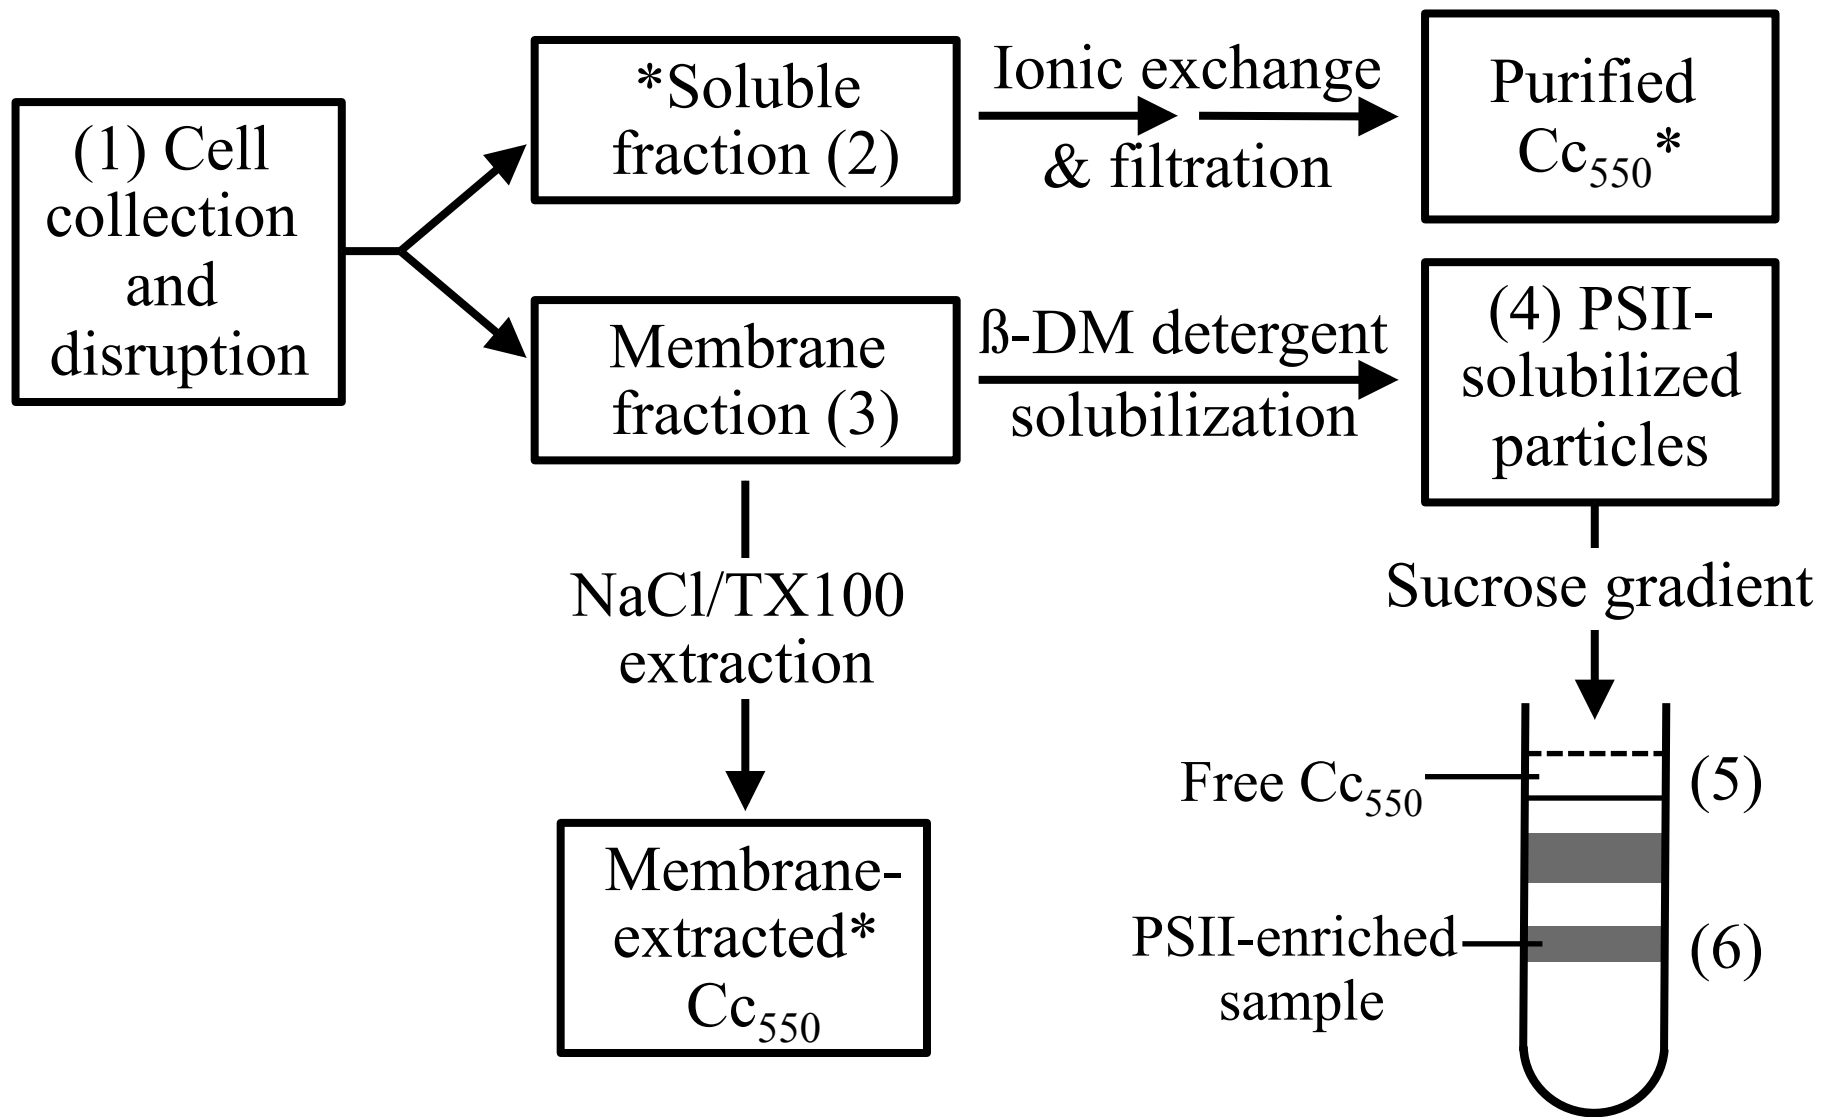 (1) Cell
collection
and
disruption
*Soluble
fraction (2)
Ionic exchange
& filtration
Purified
Cc550*
Membrane
fraction (3)
ß-DM detergent
solubilization
(4) PSII-
solubilized
particles
NaCl/TX100
extraction
Membrane-
extracted*
Cc550
Sucrose gradient
Free Cc550
(5)
PSII-enriched
sample
(6)